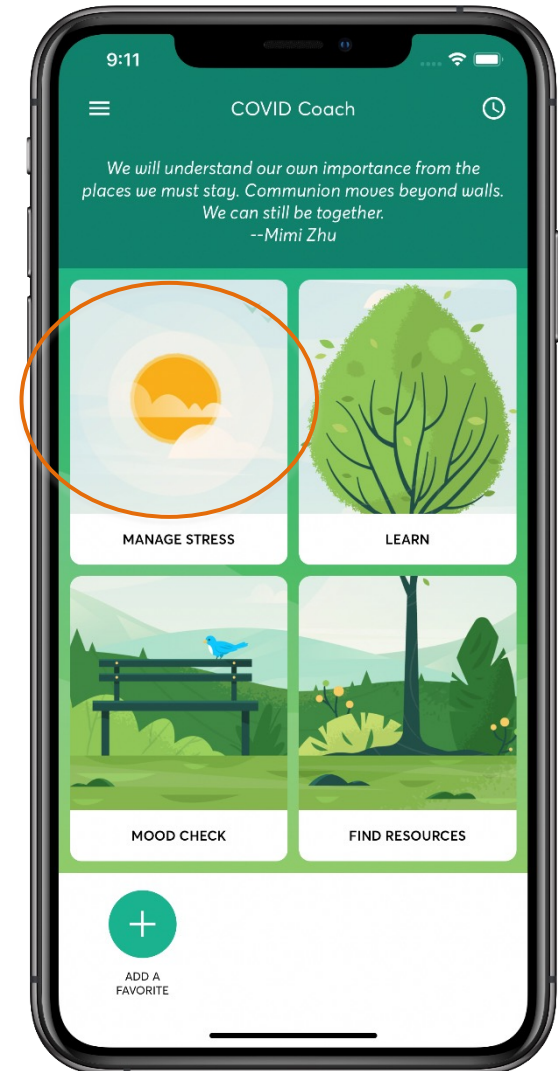 9:11
COVID Coach
We will understand our own importance from the
places we must stay. Communion moves beyond walls.
We can still be together.
--Mimi Zhu
MANAGE STRESS
LEARN
MOOD CHECK
FIND RESOURCES
ADD A
FAVORITE